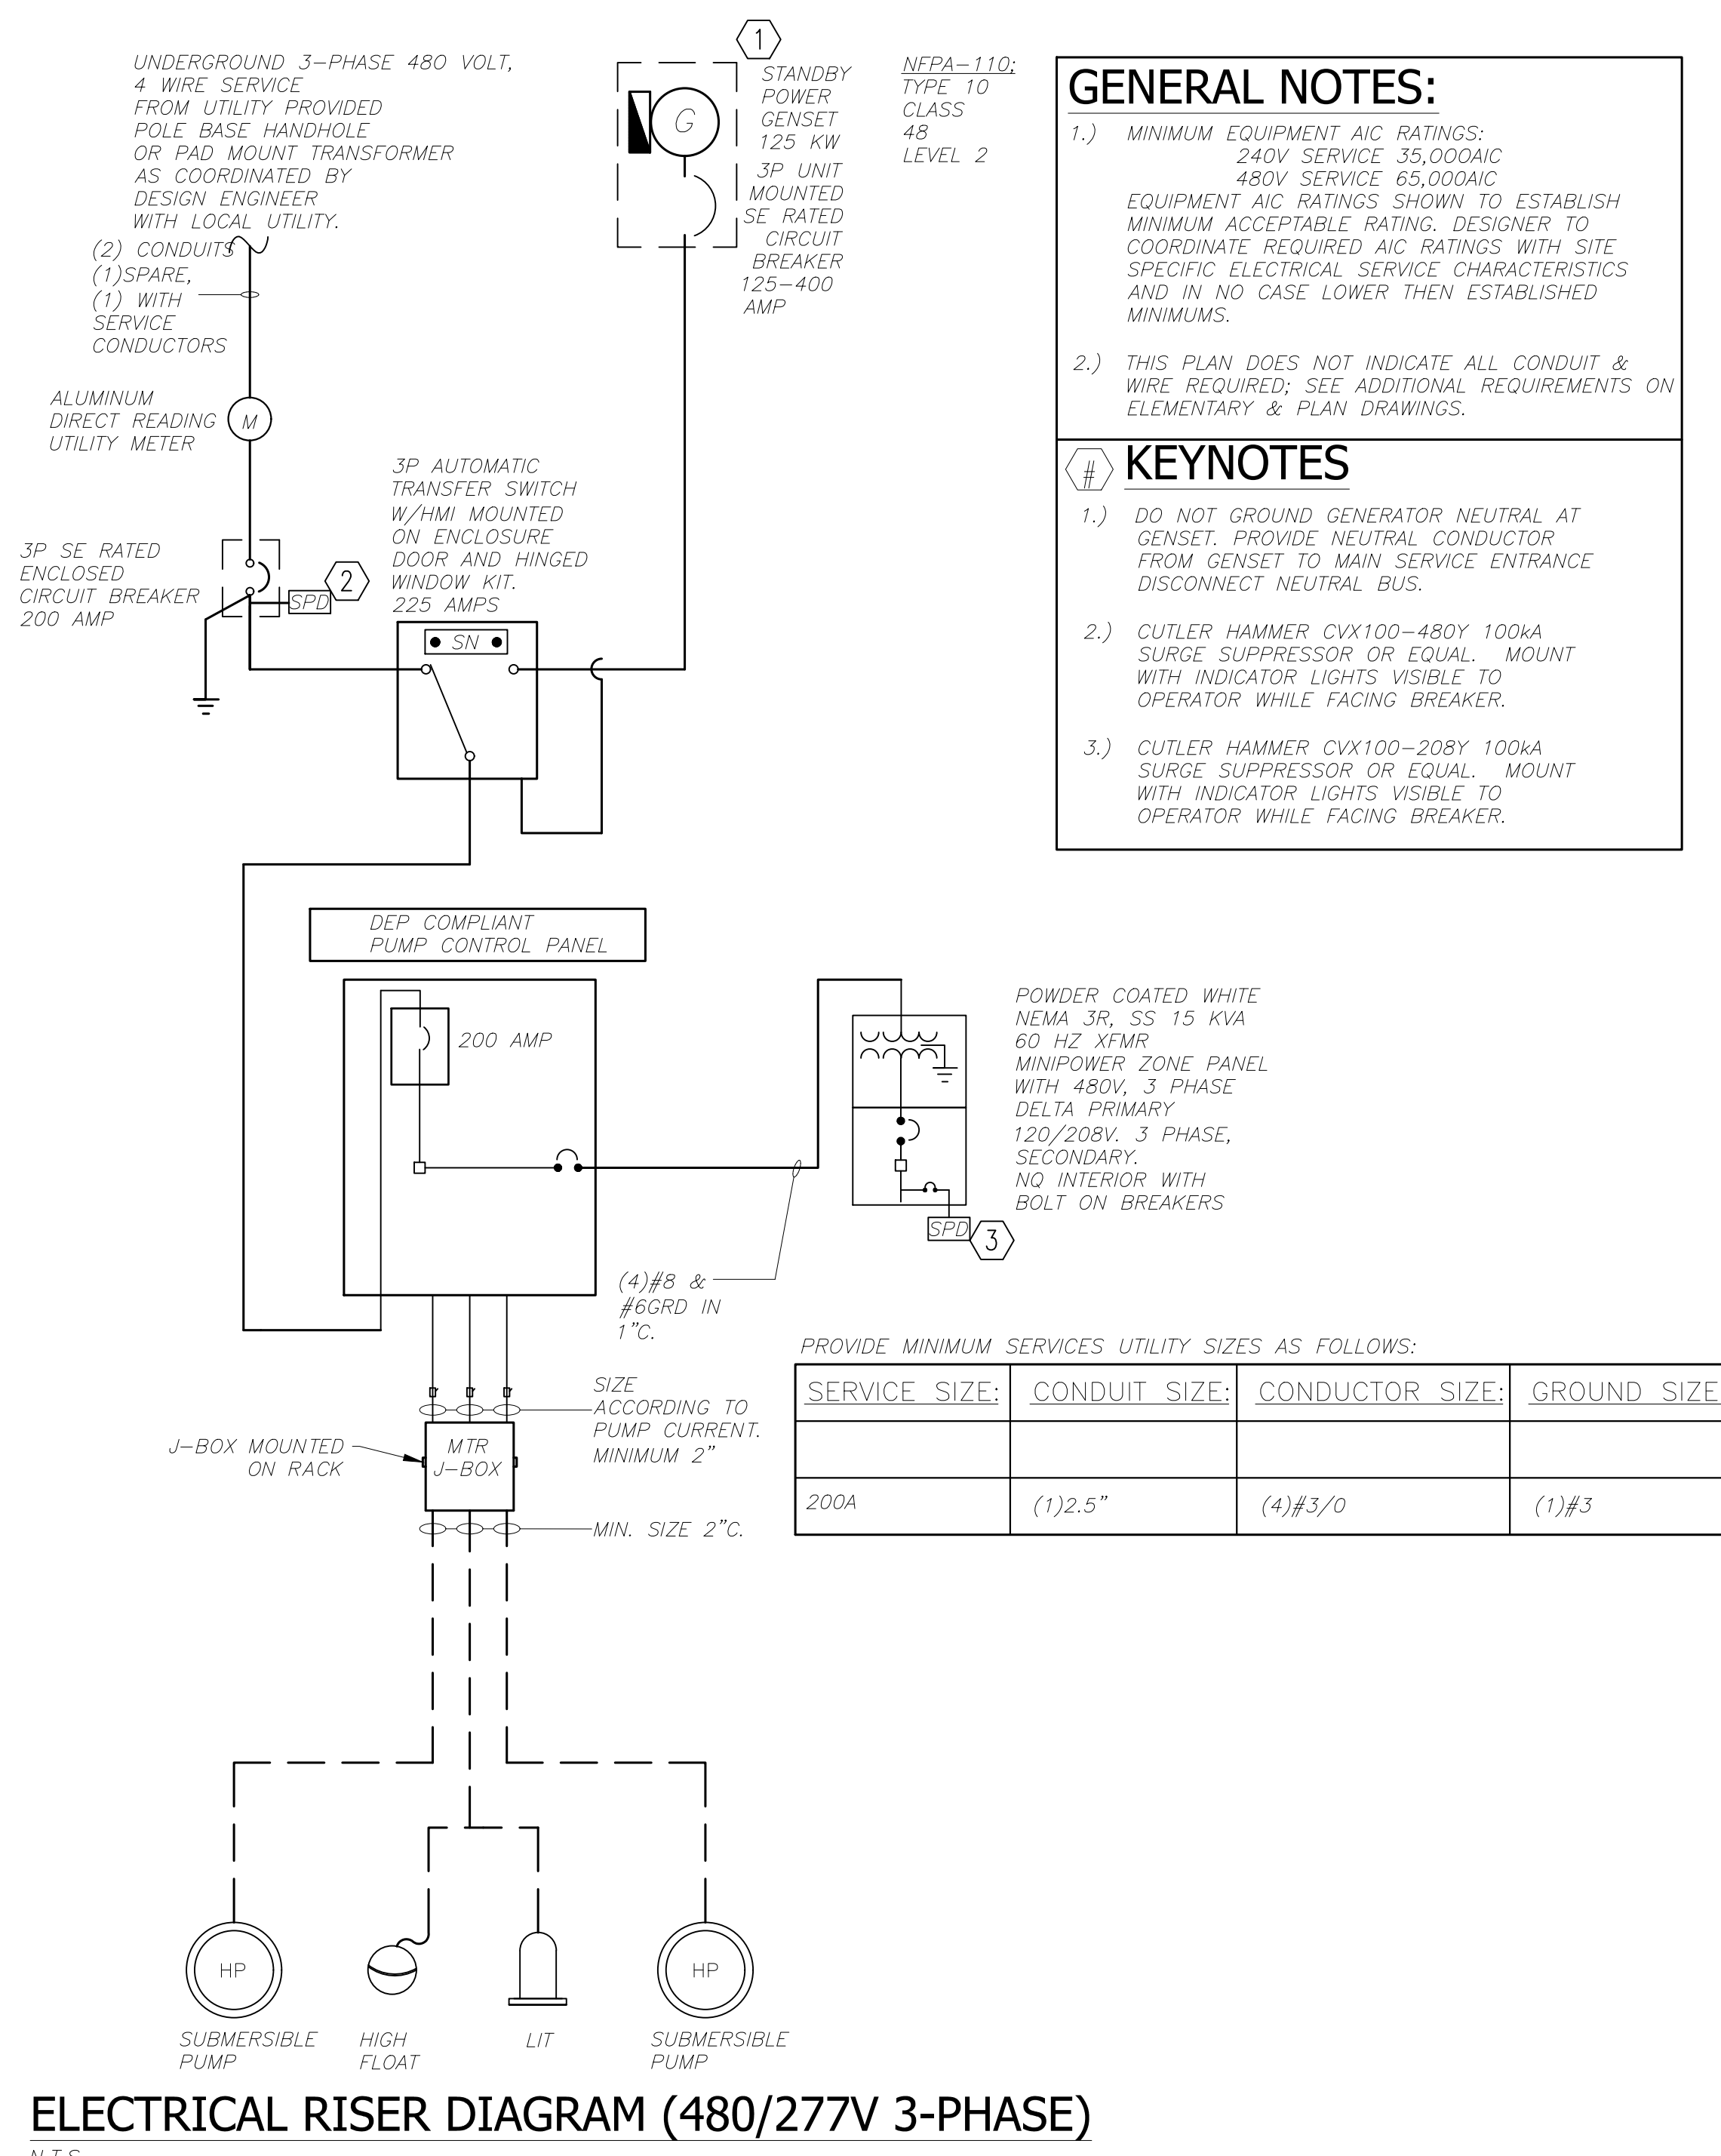 UNDERGROUND 3-PHASE 480 VOLT,
4 WIRE SERVICE
FROM UTILITY PROVIDED
POLE BASE HANDHOLE
OR PAD MOUNT TRANSFORMER
AS COORDINATED BY
DESIGN ENGINEER
WITH LOCAL UTILITY.
(2) CONDUITS
(1)SPARE,
(1) WITH
SERVICE
CONDUCTORS
ALUMINUM
DIRECT READING
UTILITY METER
M
3P SE RATED
ENCLOSED
CIRCUIT BREAKER
200 AMP
SPD
2
1
G
STANDBY
POWER
GENSET
125 KW
3P UNIT
MOUNTED
SE RATED
CIRCUIT
BREAKER
125-400
AMP
NFPA-110;
TYPE 10
CLASS
48
LEVEL 2
3P AUTOMATIC
TRANSFER SWITCH
W/HMI MOUNTED
ON ENCLOSURE
DOOR AND HINGED
WINDOW KIT.
225 AMPS
SN
GENERAL NOTES:
1.) MINIMUM EQUIPMENT AIC RATINGS:
240V SERVICE 35,000AIC
480V SERVICE 65,000AIC
EQUIPMENT AIC RATINGS SHOWN TO ESTABLISH
MINIMUM ACCEPTABLE RATING. DESIGNER TO
COORDINATE REQUIRED AIC RATINGS WITH SITE
SPECIFIC ELECTRICAL SERVICE CHARACTERISTICS
AND IN NO CASE LOWER THEN ESTABLISHED
MINIMUMS.
2.) THIS PLAN DOES NOT INDICATE ALL CONDUIT &
WIRE REQUIRED; SEE ADDITIONAL REQUIREMENTS ON
ELEMENTARY & PLAN DRAWINGS.
# KEYNOTES
1.) DO NOT GROUND GENERATOR NEUTRAL AT
GENSET. PROVIDE NEUTRAL CONDUCTOR
FROM GENSET TO MAIN SERVICE ENTRANCE
DISCONNECT NEUTRAL BUS.
2.) CUTLER HAMMER CVX100-480Y 100kA
SURGE SUPPRESSOR OR EQUAL. MOUNT
WITH INDICATOR LIGHTS VISIBLE TO
OPERATOR WHILE FACING BREAKER.
3.) CUTLER HAMMER CVX100-208Y 100kA
SURGE SUPPRESSOR OR EQUAL. MOUNT
WITH INDICATOR LIGHTS VISIBLE TO
OPERATOR WHILE FACING BREAKER.
DEP COMPLIANT
PUMP CONTROL PANEL
200 AMP
POWDER COATED WHITE
NEMA 3R, SS 15 KVA
60 HZ XFMR
MINIPOWER ZONE PANEL
WITH 480V, 3 PHASE
DELTA PRIMARY
120/208V. 3 PHASE,
SECONDARY.
NQ INTERIOR WITH
BOLT ON BREAKERS
SPD
3
(4)#8 &
#6GRD IN
1"C.
SIZE
ACCORDING TO
PUMP CURRENT.
MINIMUM 2"
J-BOX MOUNTED
ON RACK
MTR
J-BOX
MIN. SIZE 2"C.
PROVIDE MINIMUM SERVICES UTILITY SIZES AS FOLLOWS:
SERVICE SIZE: CONDUIT SIZE: CONDUCTOR SIZE: GROUND SIZE
200A (1)2.5" (4)#3/0 (1)#3
HP
HP
SUBMERSIBLE
PUMP
HIGH
FLOAT
LIT
SUBMERSIBLE
PUMP
ELECTRICAL RISER DIAGRAM (480/277V 3-PHASE)
N.T.S.